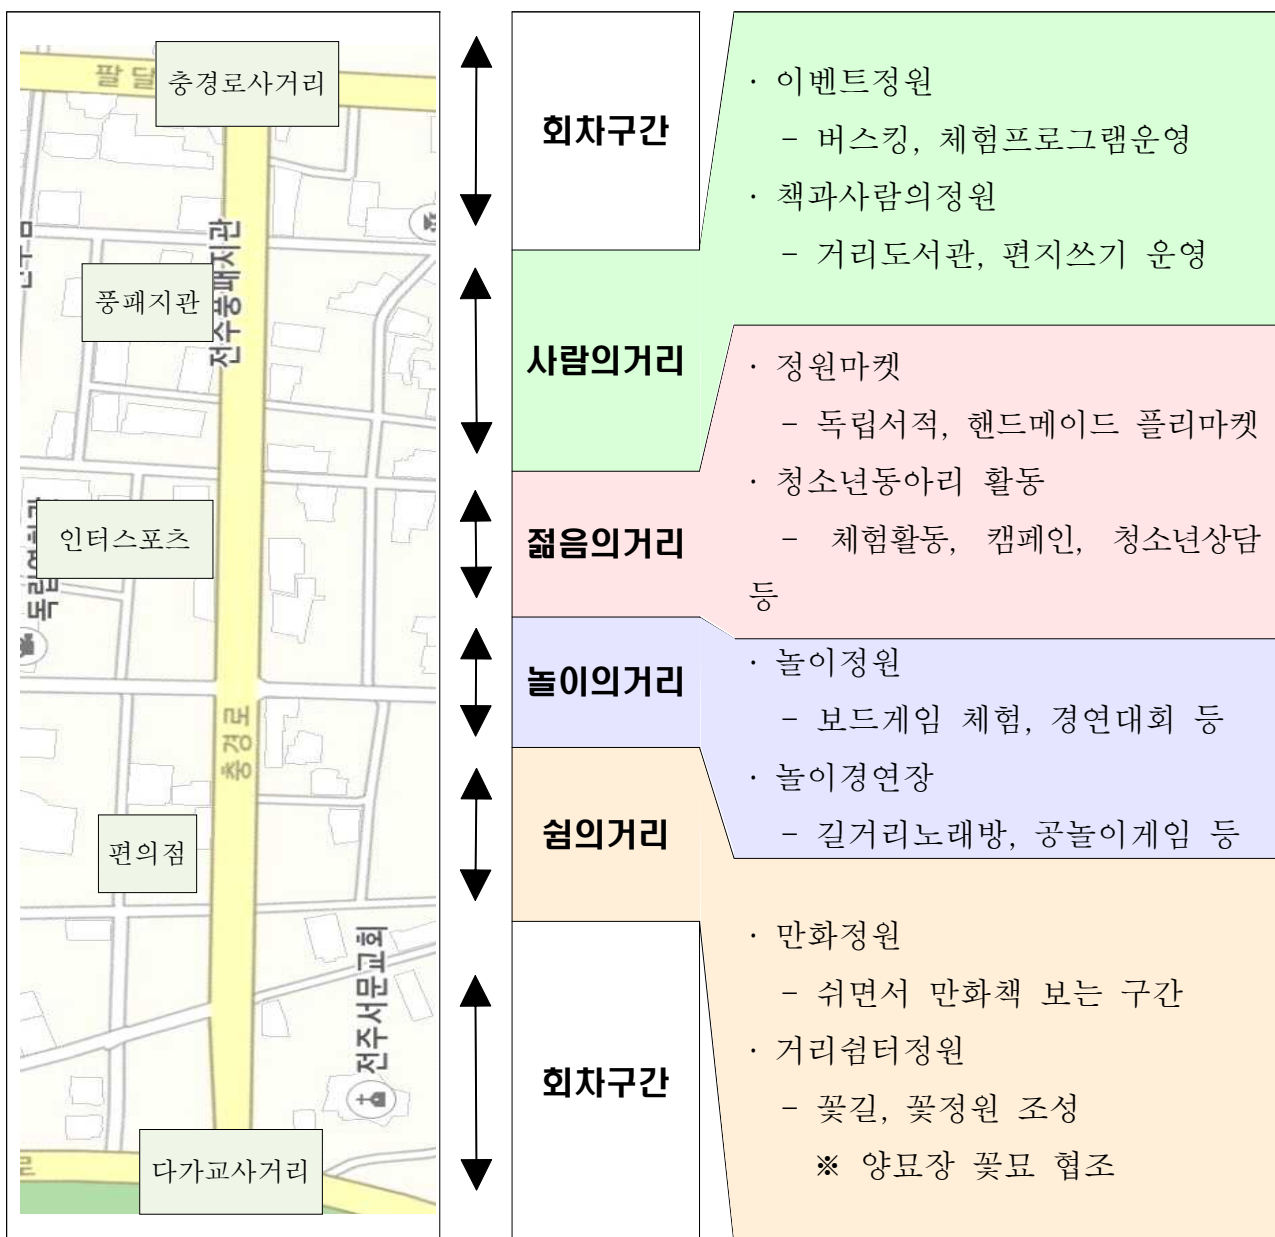 팔달
충경로사거리
전주풍패지관
풍패지관
인터스포츠
독립영화관
충경로
편의점
전주서문교회
다가교사거리
로
회차구간
사람의거리
젊음의거리
놀이의거리
쉼의거리
회차구간
· 이벤트정원
- 버스킹, 체험프로그램운영
· 책과사람의정원
- 거리도서관, 편지쓰기 운영
· 정원마켓
- 독립서적, 핸드메이드 플리마켓
· 청소년동아리 활동
- 체험활동, 캠페인, 청소년상담
등
· 놀이정원
- 보드게임 체험, 경연대회 등
· 놀이경연장
- 길거리노래방, 공놀이게임 등
· 만화정원
- 쉬면서 만화책 보는 구간
· 거리쉼터정원
- 꽃길, 꽃정원 조성
※ 양묘장 꽃묘 협조